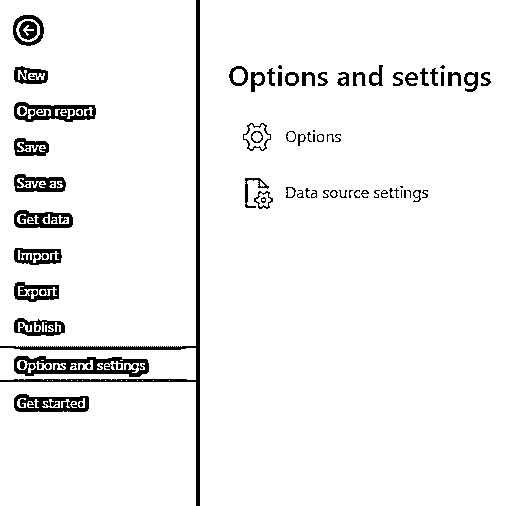 New
Open report
Save
Save as
Get data
Import
Export
Publish
Options and settings
Get started
Options and settings
Options
Data source settings